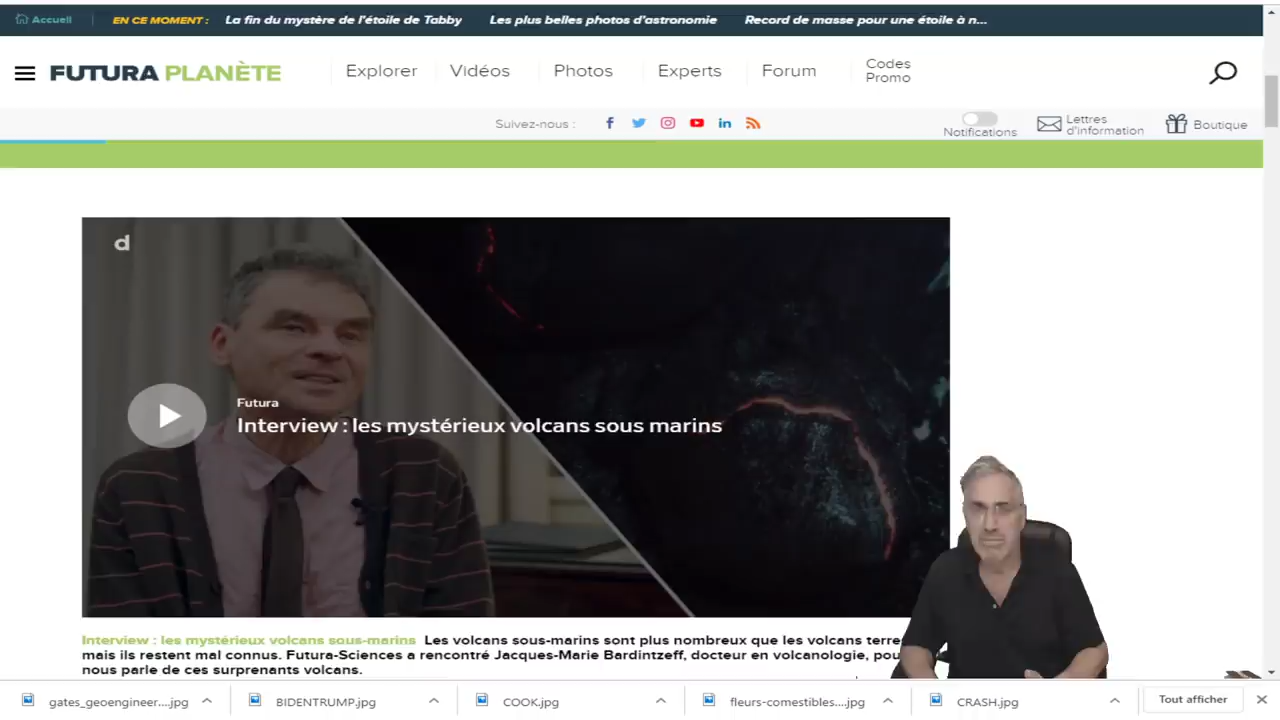 Accueil
EN CE MOMENT : La fin du mystère de l'étoile de Tabby Les plus belles photos d'astronomie Record de masse pour une étoile à n...
FUTURA PLANÈTE
Explorer Vidéos Photos Experts Forum Codes
Promo
Suivez-nous :
Notifications
Lettres
d'information
Boutique
d
Futura
Interview : les mystérieux volcans sous marins
Interview : les mystérieux volcans sous-marins Les volcans sous-marins sont plus nombreux que les volcans
mais ils restent mal connus. Futura-Sciences a rencontré Jacques-Marie Bardintzeff, docteur en volcanologie,
nous parle de ces surprenants volcans.
gates_geoengineer....jpg BIDENTRUMP.jpg COOK.jpg fleurs-comestibles....jpg CRASH.jpg Tout afficher